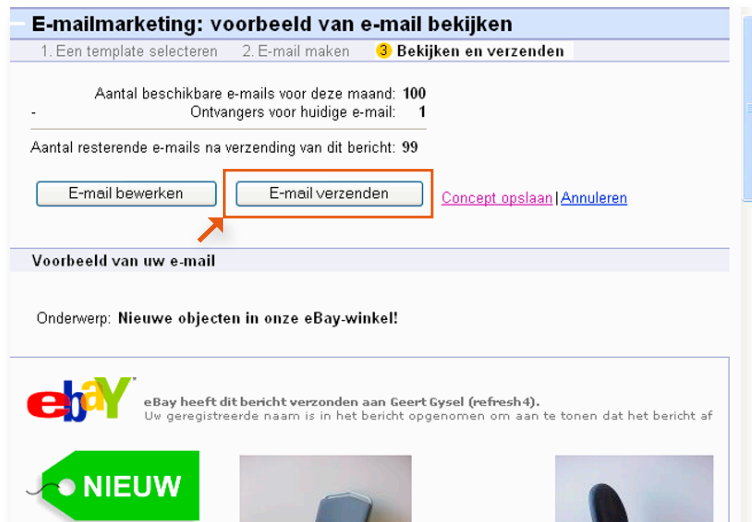 E-mailmarketing: voorbeeld van e-mail bekijken
1. Een template selecteren 2. E-mail maken 3 Bekijken en verzenden
Aantal beschikbare e-mails voor deze maand: 100
- Ontvangers voor huidige e-mail: 1
Aantal resterende e-mails na verzending van dit bericht: 99
E-mail bewerken E-mail verzenden Concept opslaan | Annuleren
Voorbeeld van uw e-mail
Onderwerp: Nieuwe objecten in onze eBay-winkel!
ebaY
eBay heeft dit bericht verzonden aan Geert Gysel (refresh4).
Uw geregistreerde naam is in het bericht opgenomen om aan te tonen dat het bericht af
NIEUW